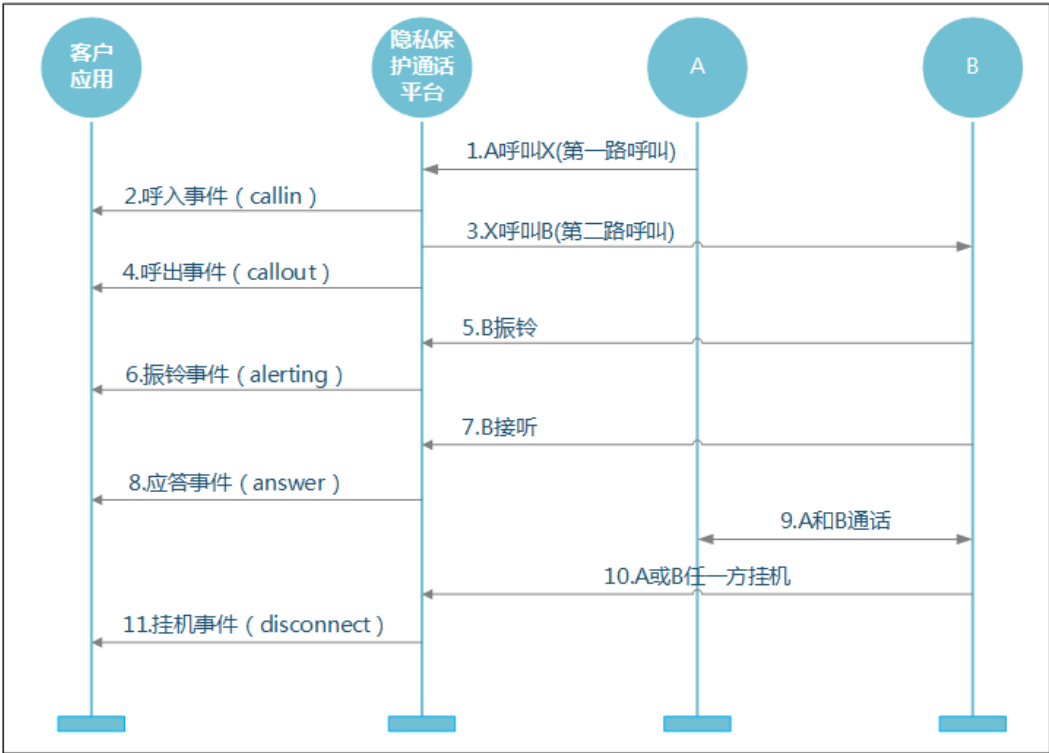 客户
应用
隐私保
护通话
平台
A
B
1.A呼叫X(第一路呼叫)
2.呼入事件（callin）
3.X呼叫B(第二路呼叫)
4.呼出事件（callout）
5.B振铃
6.振铃事件（alerting）
7.B接听
8.应答事件（answer）
9.A和B通话
10.A或B任一方挂机
11.挂机事件（disconnect）